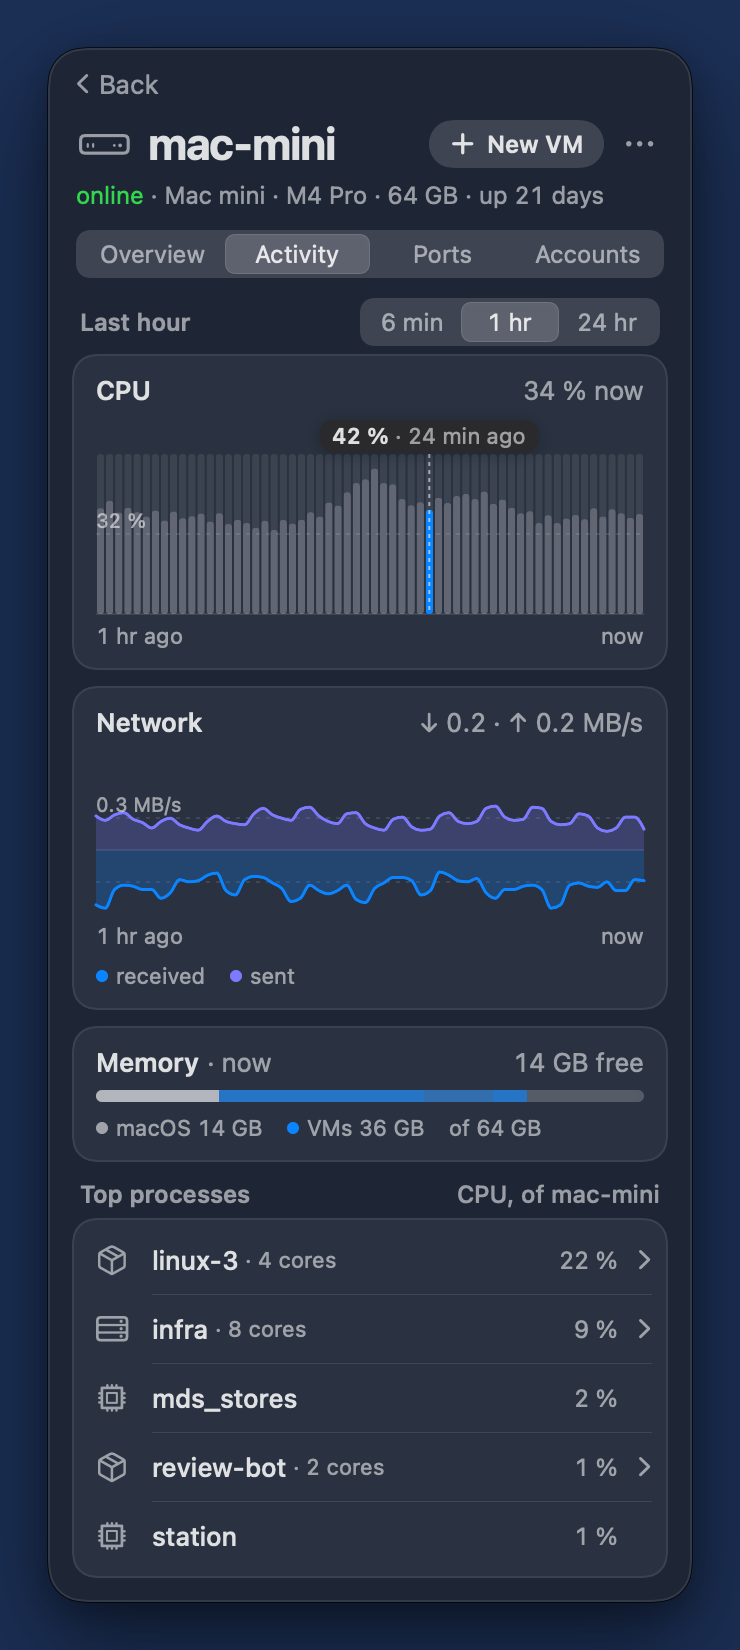 Back
mac-mini
New VM
online · Mac mini · M4 Pro · 64 GB · up 21 days
Overview Activity Ports Accounts
Last hour 6 min 1 hr 24 hr
CPU 34 % now
42 % · 24 min ago
32 %
1 hr ago now
Network ↓ 0.2 · ↑ 0.2 MB/s
0.3 MB/s
1 hr ago now
received sent
Memory · now 14 GB free
macOS 14 GB VMs 36 GB of 64 GB
Top processes CPU, of mac-mini
linux-3 · 4 cores 22 %
infra · 8 cores 9 %
mds_stores 2 %
review-bot · 2 cores 1 %
station 1 %